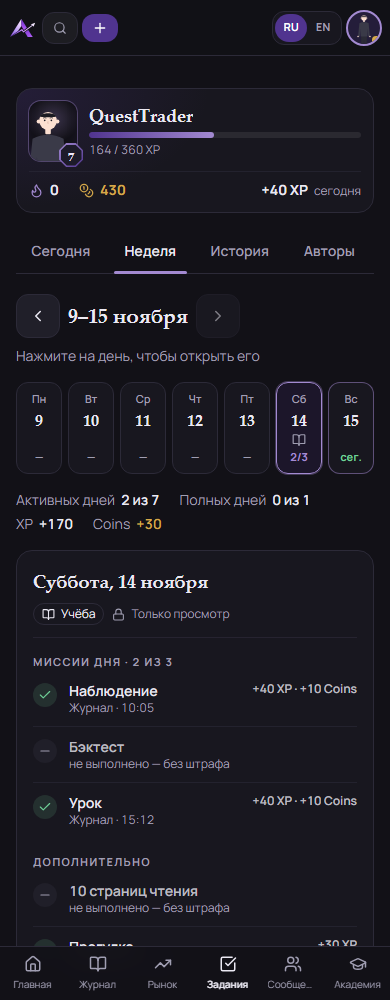 RU EN
QuestTrader
7
164 / 360 XP
0 430 +40 XP сегодня
Сегодня Неделя История Авторы
9–15 ноября
Нажмите на день, чтобы открыть его
Пн Вт Ср Чт Пт Сб Вс
9 10 11 12 13 14 15
— — — — — 2/3 сег.
Активных дней 2 из 7 Полных дней 0 из 1
XP +170 Coins +30
Суббота, 14 ноября
Учёба Только просмотр
МИССИИ ДНЯ · 2 ИЗ 3
Наблюдение +40 XP · +10 Coins
Журнал · 10:05
Бэктест
не выполнено — без штрафа
Урок +40 XP · +10 Coins
Журнал · 15:12
ДОПОЛНИТЕЛЬНО
10 страниц чтения
не выполнено — без штрафа
Прогулка +30 XP
Главная Журнал Рынок Задания Сообще... Академия